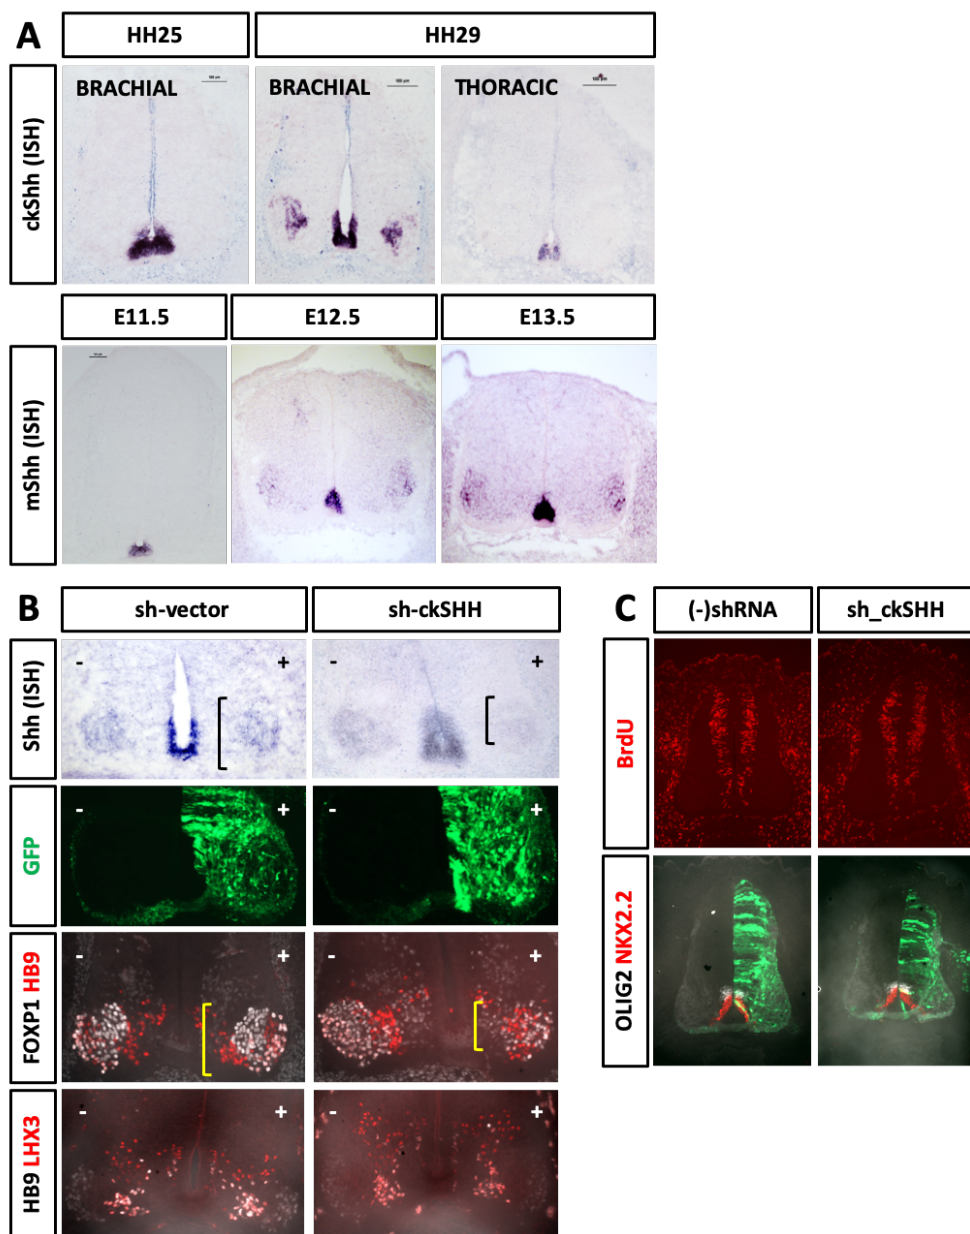 A
HH25
HH29
ckShh (ISH)
BRACHIAL
BRACHIAL
THORACIC
E11.5
E12.5
E13.5
mShh (ISH)
B
sh-vector
sh-ckSHH
Shh (ISH)
- +
- +
GFP
- +
- +
FOXP1 HB9
- +
- +
HB9 LHX3
- +
- +
C
(-)shRNA
sh_ckSHH
BrdU
OLIG2 NKX2.2